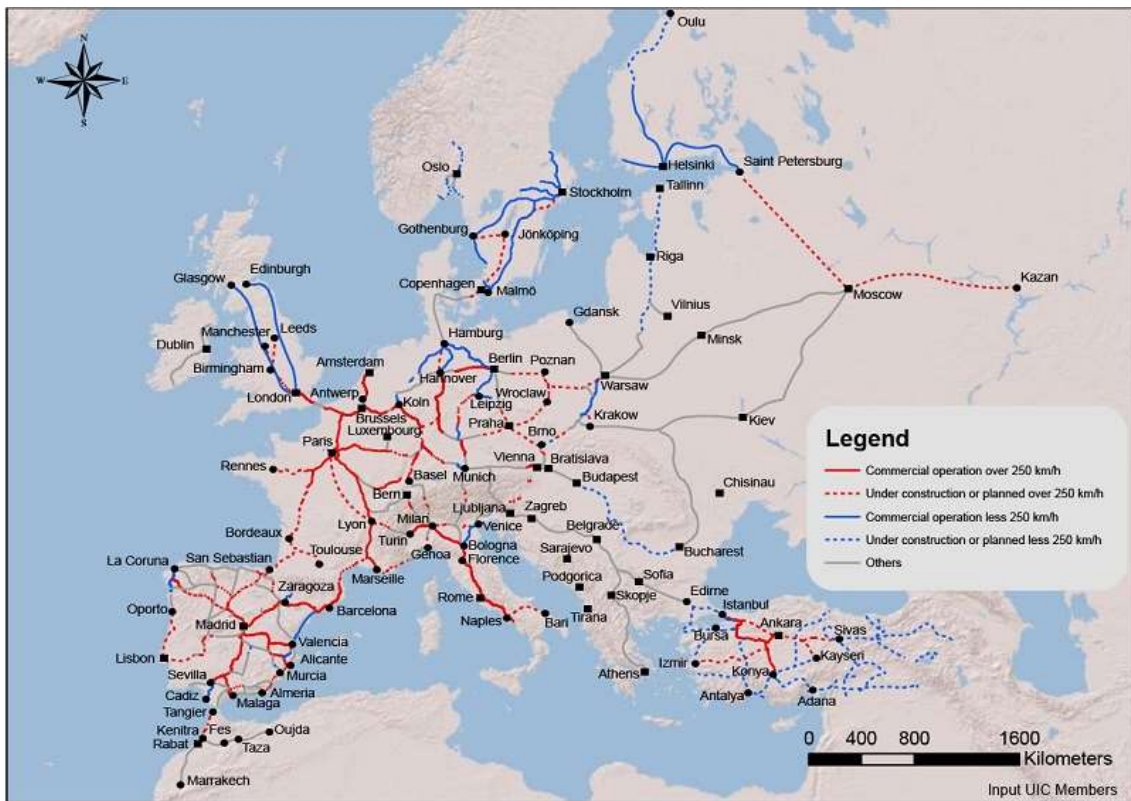 Oulu
N
W
E
S
Oslo
Helsinki
Saint Petersburg
Tallinn
Stockholm
Gothenburg
Jönköping
Riga
Glasgow
Edinburgh
Copenhagen
Malmö
Moscow
Kazan
Vilnius
Gdansk
Manchester
Leeds
Dublin
Hamburg
Minsk
Birmingham
Amsterdam
Berlin
Poznan
Hannover
Warsaw
London
Antwerp
Koln
Leipzig
Wroclaw
Brussels
Krakow
Luxembourg
Praha
Kiev
Paris
Brno
Rennes
Basel
Munich
Vienna
Bratislava
Budapest
Chisinau
Bern
Ljubljana
Zagreb
Lyon
Milan
Venice
Belgrade
Bordeaux
Turin
Bologna
Bucharest
La Coruna
San Sebastian
Toulouse
Genoa
Florence
Sarajevo
Marseille
Podgorica
Sofia
Edirne
Zaragoza
Skopje
Istanbul
Oporto
Barcelona
Rome
Tirana
Ankara
Sivas
Madrid
Naples
Bari
Bursa
Valencia
Lisbon
Alicante
Izmir
Kayseri
Sevilla
Murcia
Athens
Konya
Cadiz
Malaga
Almeria
Antalya
Adana
Tangier
Kenitra
Fes
Oujda
Rabat
Taza
Marrakech
Legend
Commercial operation over 250 km/h
Under construction or planned over 250 km/h
Commercial operation less 250 km/h
Under construction or planned less 250 km/h
Others
0 400 800 1600
Kilometers
Input UIC Members